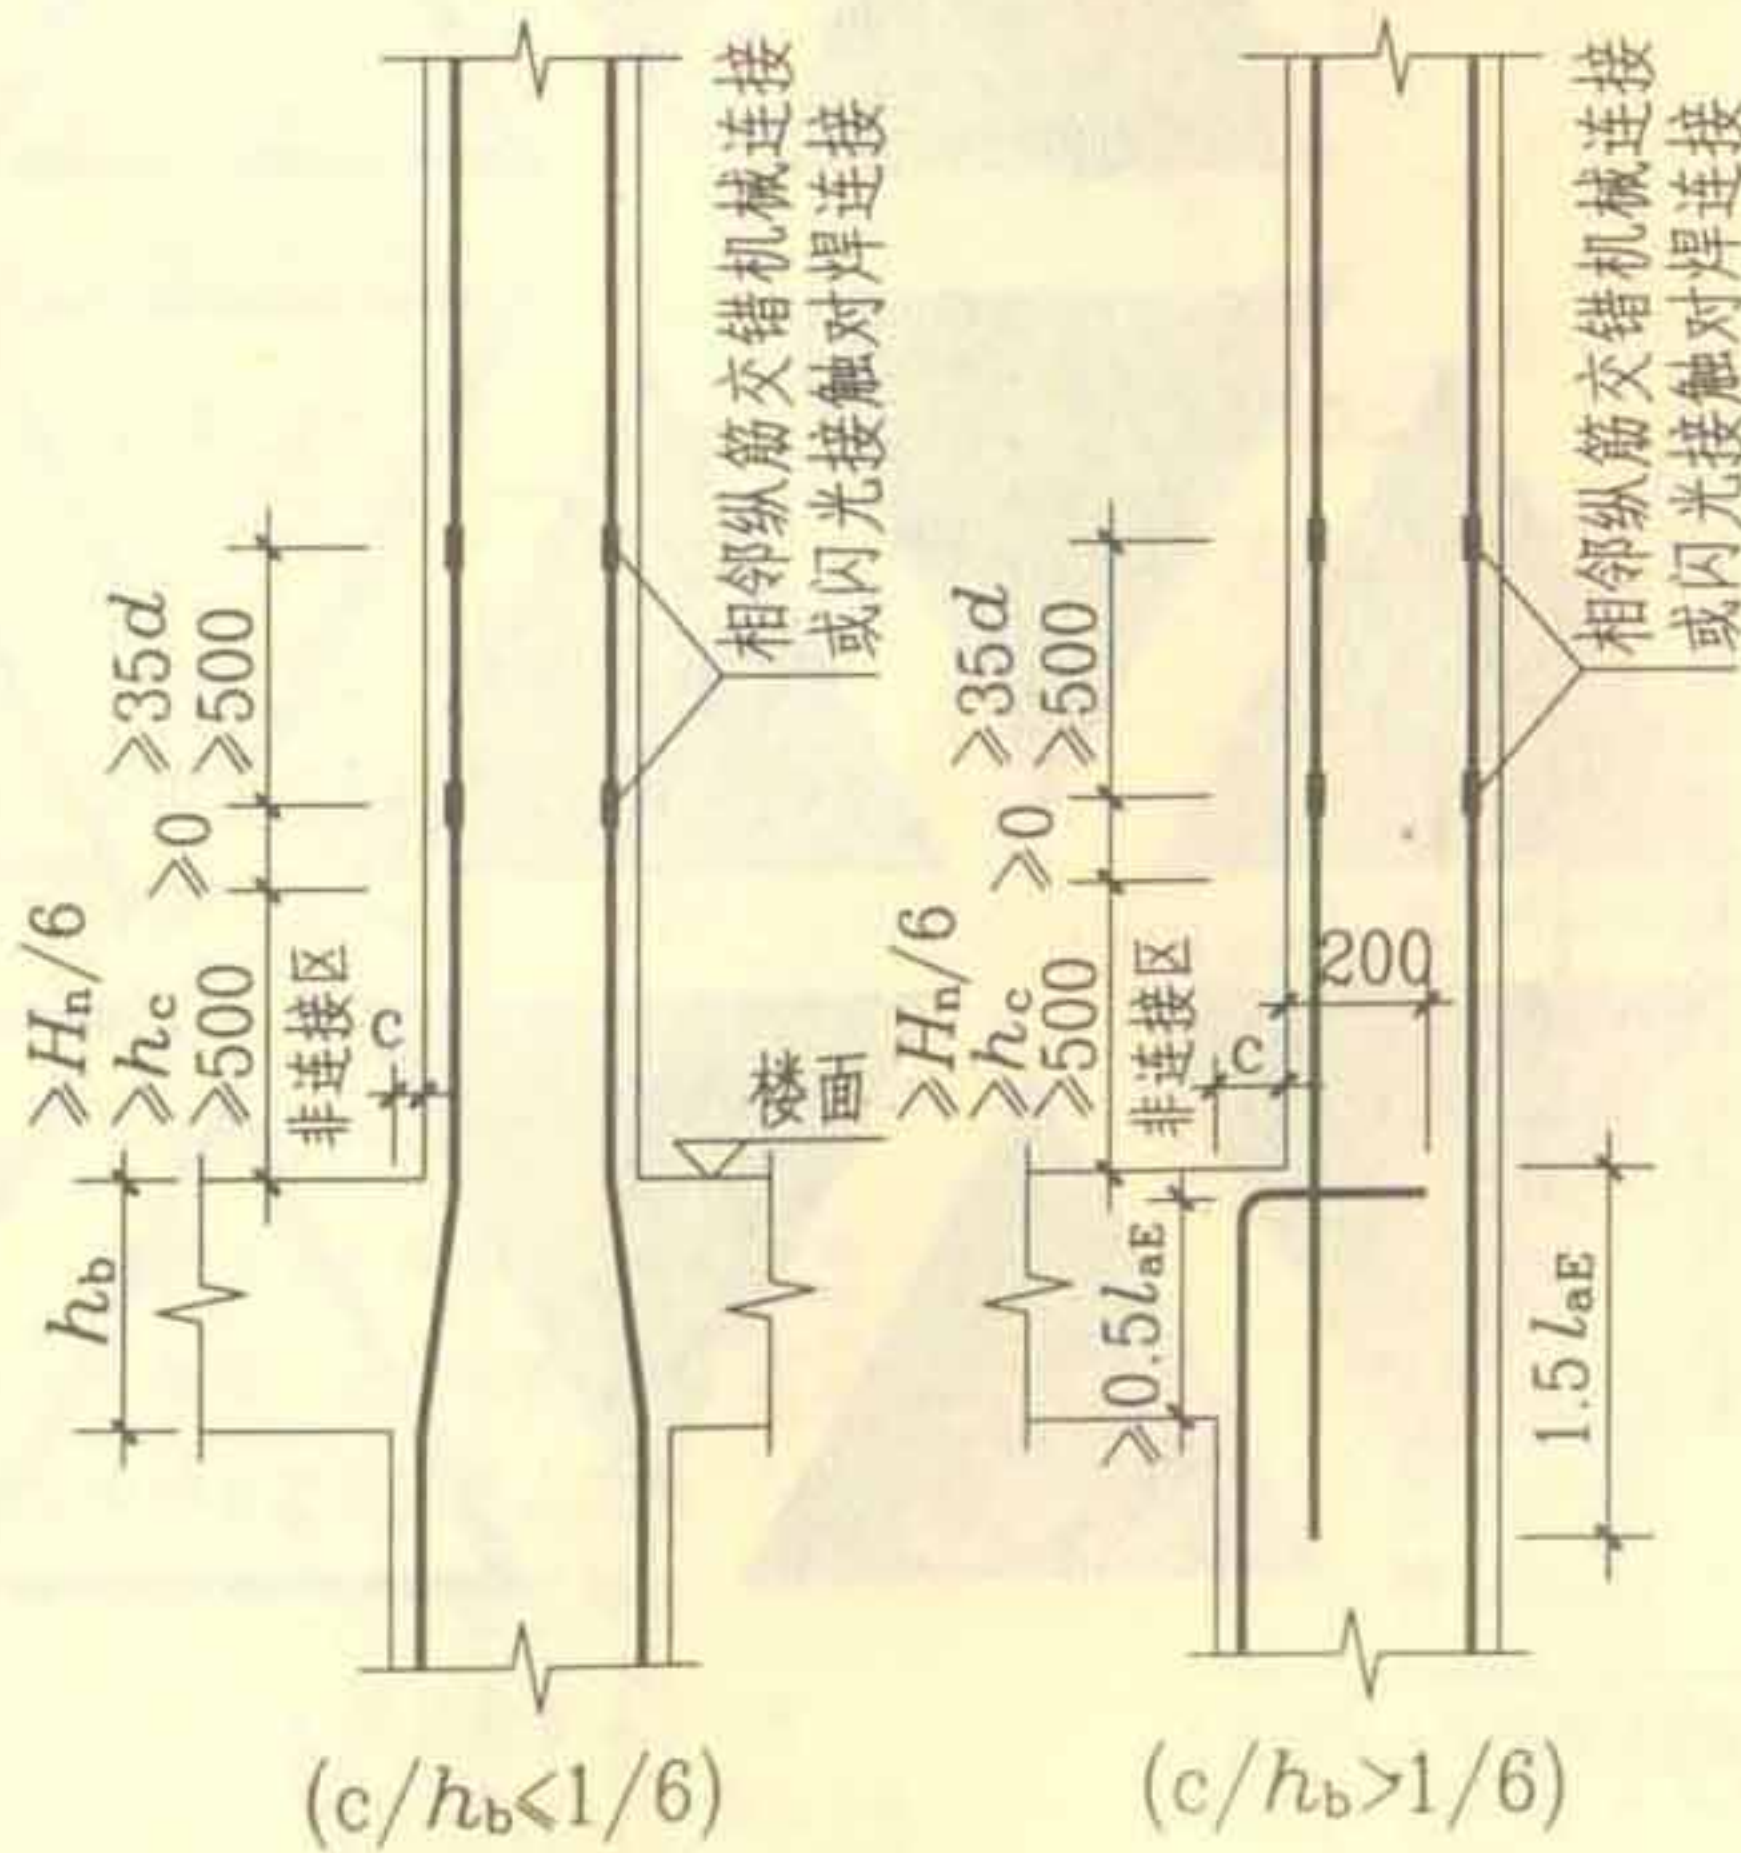 相邻纵筋交错机械连接
或闪光接触对焊连接
≥35d
≥500
≥0
≥Hn/6
≥hc
≥500
非连接区
C
hb
楼面
(c/hb≤1/6)
相邻纵筋交错机械连接
或闪光接触对焊连接
≥35d
≥500
≥0
≥Hn/6
≥hc
≥500
非连接区
C
200
≥0.5laE
1.5laE
(c/hb>1/6)